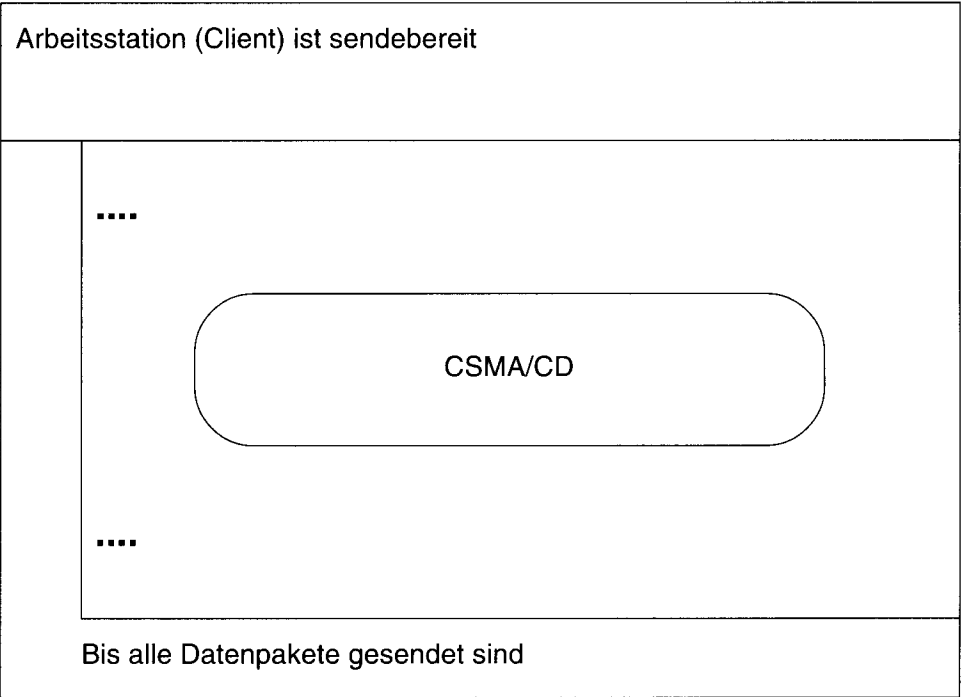 Arbeitsstation (Client) ist sendebereit
....
CSMA/CD
....
Bis alle Datenpakete gesendet sind